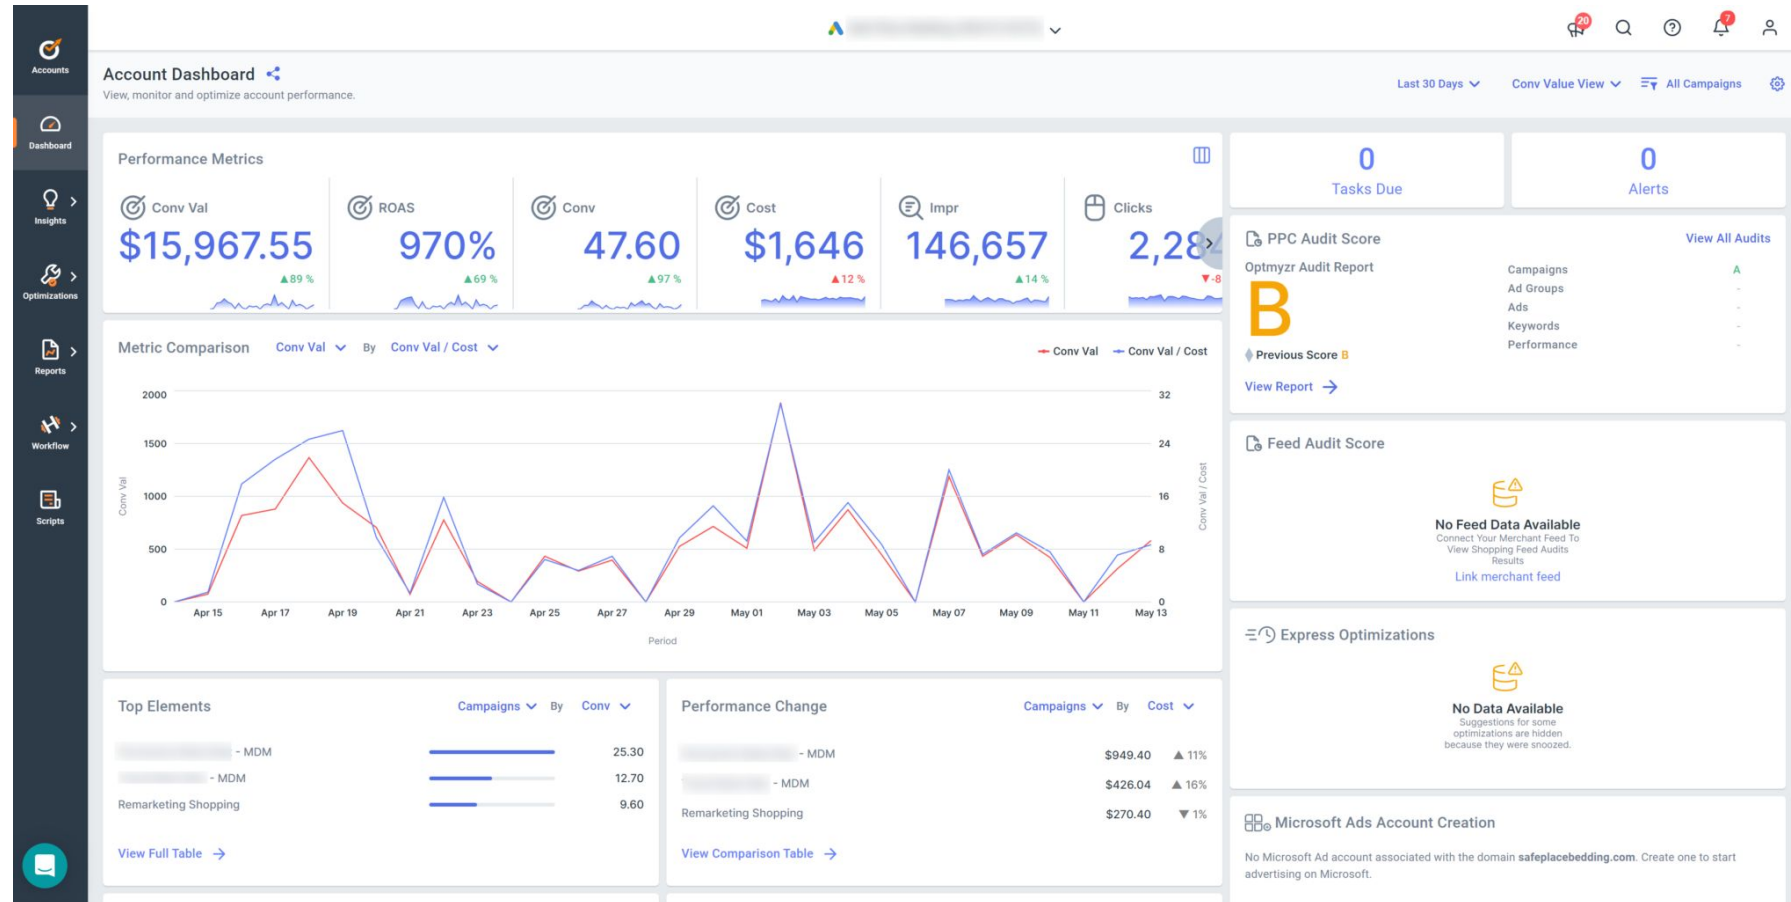 20
7
Accounts
Dashboard
Insights
Optimizations
Reports
Workflow
Scripts
Account Dashboard
View, monitor and optimize account performance.
Last 30 Days
Conv Value View
All Campaigns
Performance Metrics
Conv Val
$15,967.55
▲89 %
ROAS
970%
▲69 %
Conv
47.60
▲97 %
Cost
$1,646
▲12 %
Impr
146,657
▲14 %
Clicks
▼-8
0
Tasks Due
0
Alerts
PPC Audit Score
View All Audits
Optmyzr Audit Report
B
Previous Score B
View Report →
Campaigns A
Ad Groups -
Ads -
Keywords -
Performance -
Metric Comparison Conv Val By Conv Val / Cost
Conv Val Conv Val / Cost
2000
1500
1000
500
0
Conv Val
32
24
16
8
0
Conv Val / Cost
Apr 15 Apr 17 Apr 19 Apr 21 Apr 23 Apr 25 Apr 27 Apr 29 May 01 May 03 May 05 May 07 May 09 May 11 May 13
Period
Feed Audit Score
No Feed Data Available
Connect Your Merchant Feed To
View Shopping Feed Audits
Results
Link merchant feed
Express Optimizations
No Data Available
Suggestions for some
optimizations are hidden
because they were snoozed.
Top Elements Campaigns By Conv
- MDM 25.30
- MDM 12.70
Remarketing Shopping 9.60
View Full Table →
Performance Change Campaigns By Cost
- MDM $949.40 ▲ 11%
- MDM $426.04 ▲ 16%
Remarketing Shopping $270.40 ▼ 1%
View Comparison Table →
Microsoft Ads Account Creation
No Microsoft Ad account associated with the domain safeplacebedding.com. Create one to start
advertising on Microsoft.